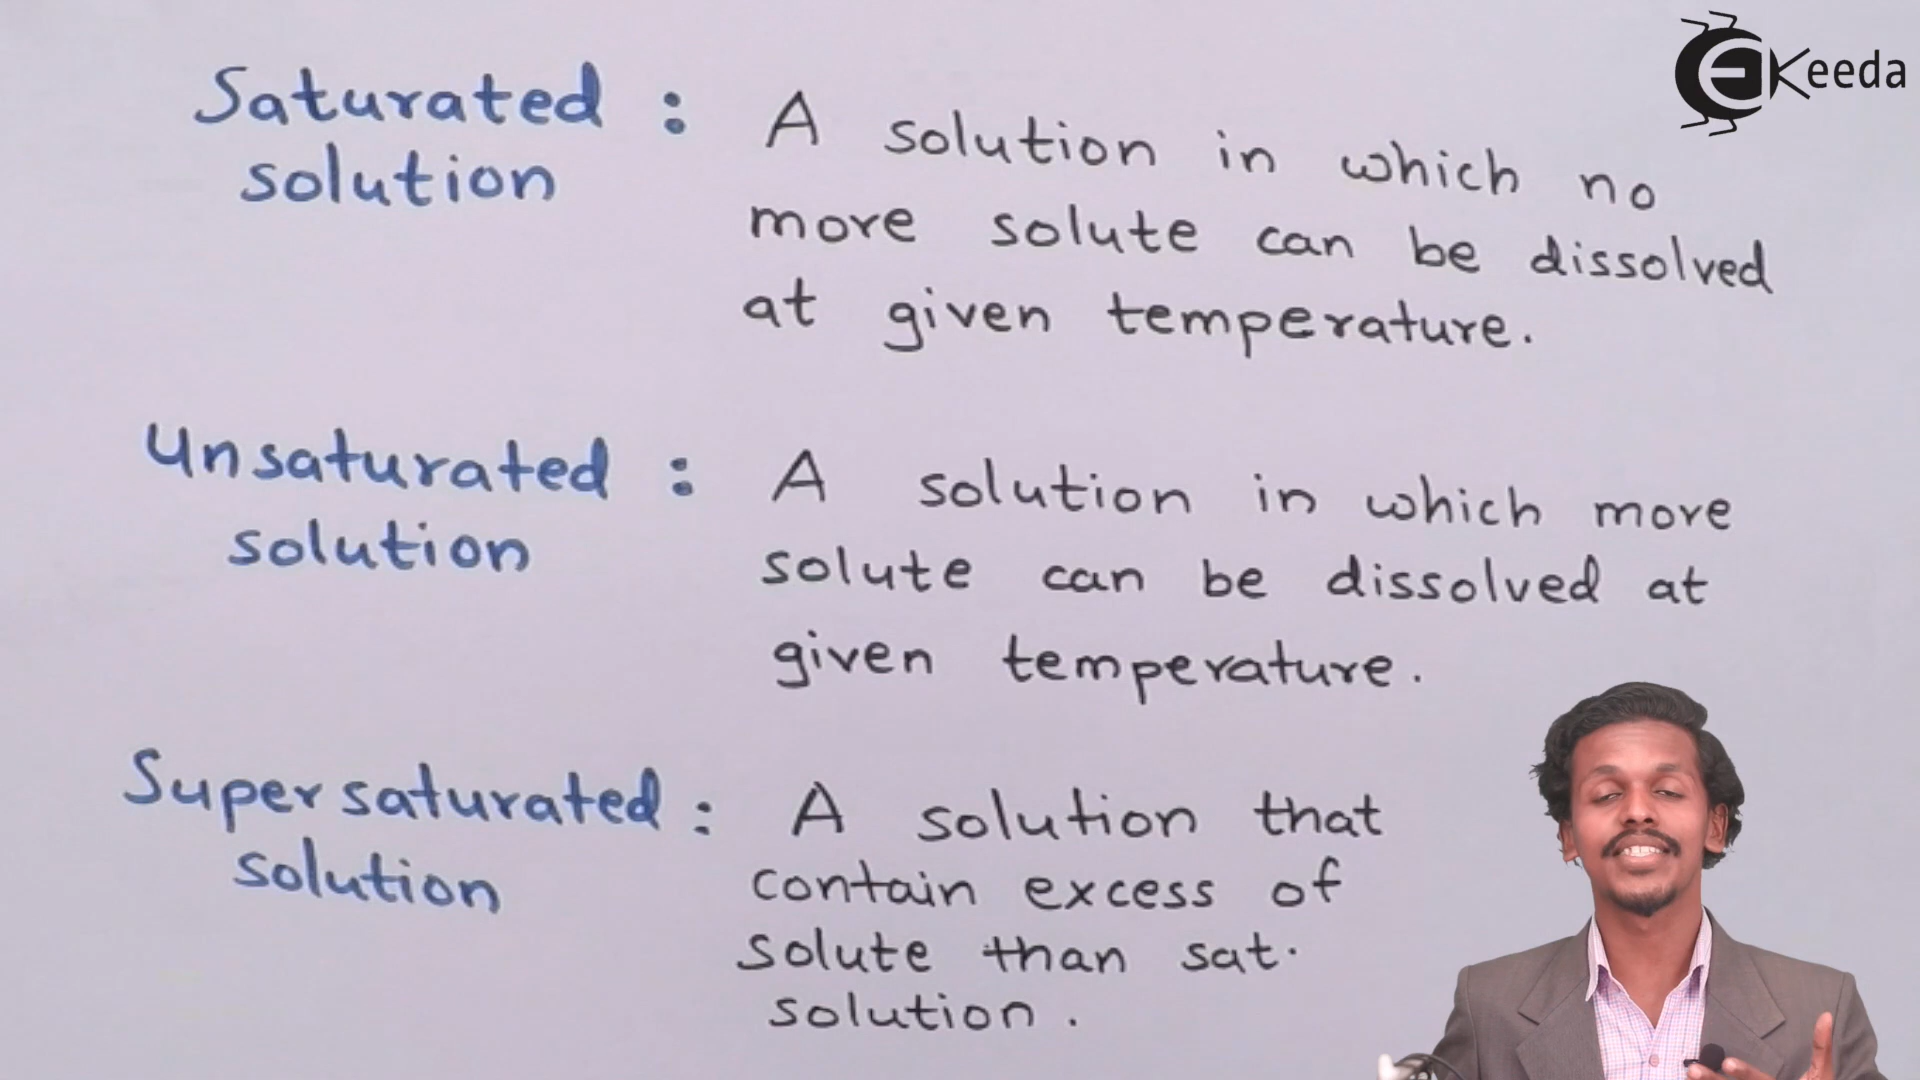 Ekeeda
Saturated : A solution in which no
solution
more solute can be dissolved
at given temperature.
Unsaturated : A solution in which more
solution
solute can be dissolved at
given temperature.
Supersaturated : A solution that
solution
contain excess of
solute than sat.
solution.